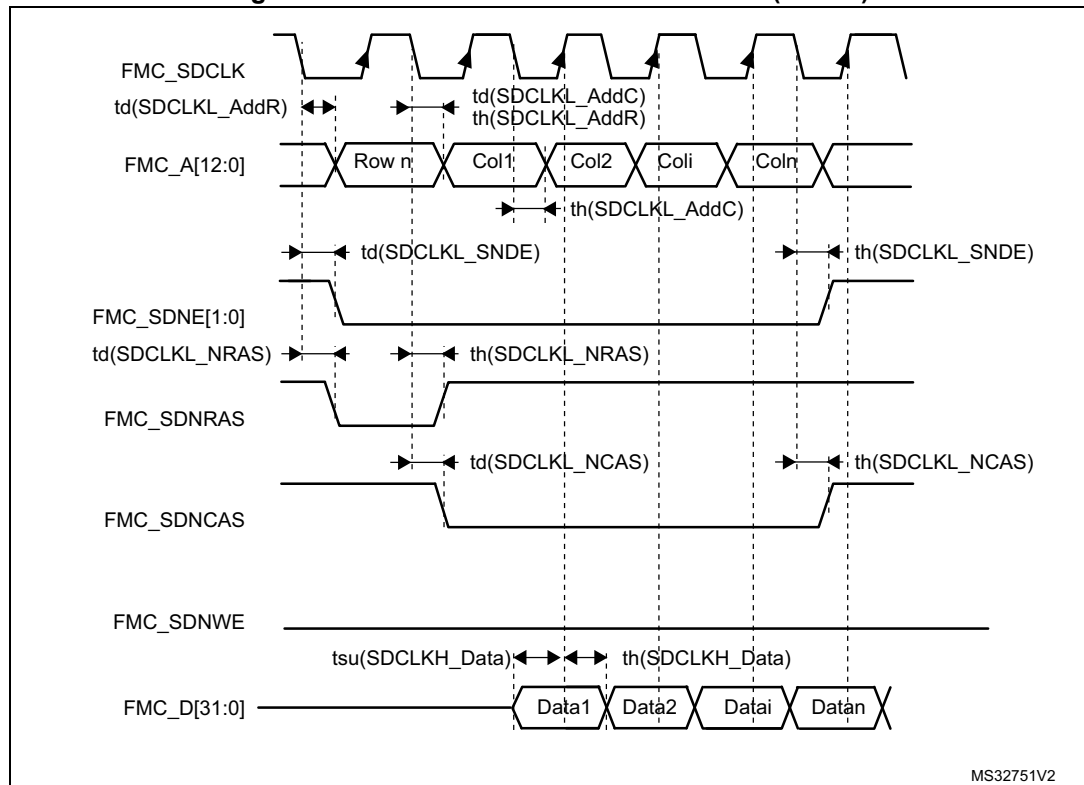 FMC_SDCLK
td(SDCLKL_AddR)
td(SDCLKL_AddC)
th(SDCLKL_AddR)
FMC_A[12:0]
Row n
Col1
Col2
Coli
Coln
th(SDCLKL_AddC)
td(SDCLKL_SNDE)
th(SDCLKL_SNDE)
FMC_SDNE[1:0]
td(SDCLKL_NRAS)
th(SDCLKL_NRAS)
FMC_SDNRAS
td(SDCLKL_NCAS)
th(SDCLKL_NCAS)
FMC_SDNCAS
FMC_SDNWE
tsu(SDCLKH_Data)
th(SDCLKH_Data)
FMC_D[31:0]
Data1
Data2
Datai
Datan
MS32751V2